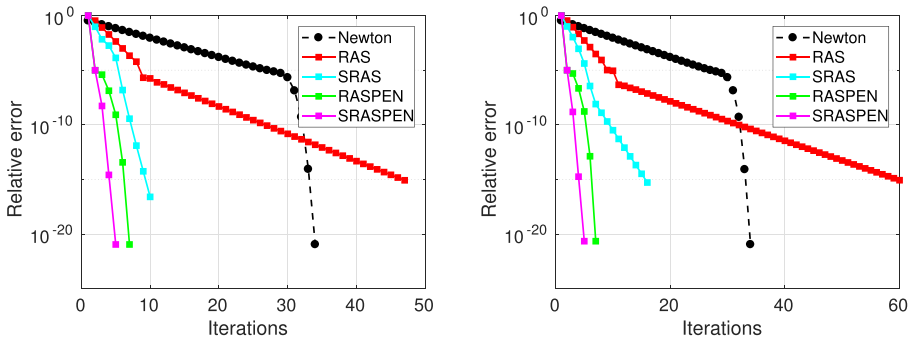 10^0
10^-10
10^-20
Relative error
0 10 20 30 40 50
Iterations
Newton
RAS
SRAS
RASPEN
SRASPEN
10^0
10^-10
10^-20
Relative error
0 20 40 60
Iterations
Newton
RAS
SRAS
RASPEN
SRASPEN